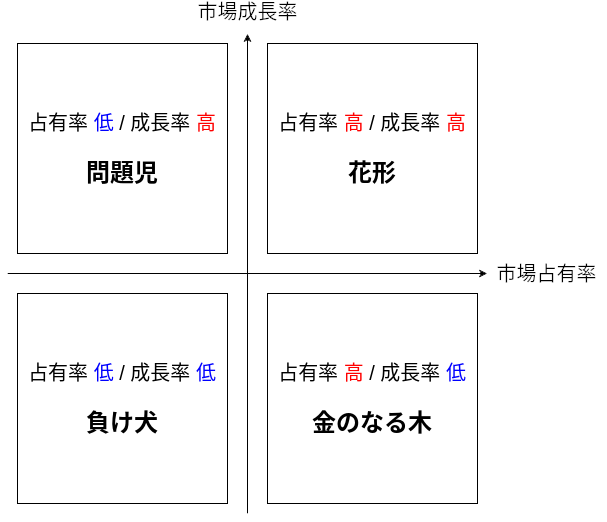 市場成長率
占有率 低 / 成長率 高
問題児
占有率 高 / 成長率 高
花形
市場占有率
占有率 低 / 成長率 低
負け犬
占有率 高 / 成長率 低
金のなる木